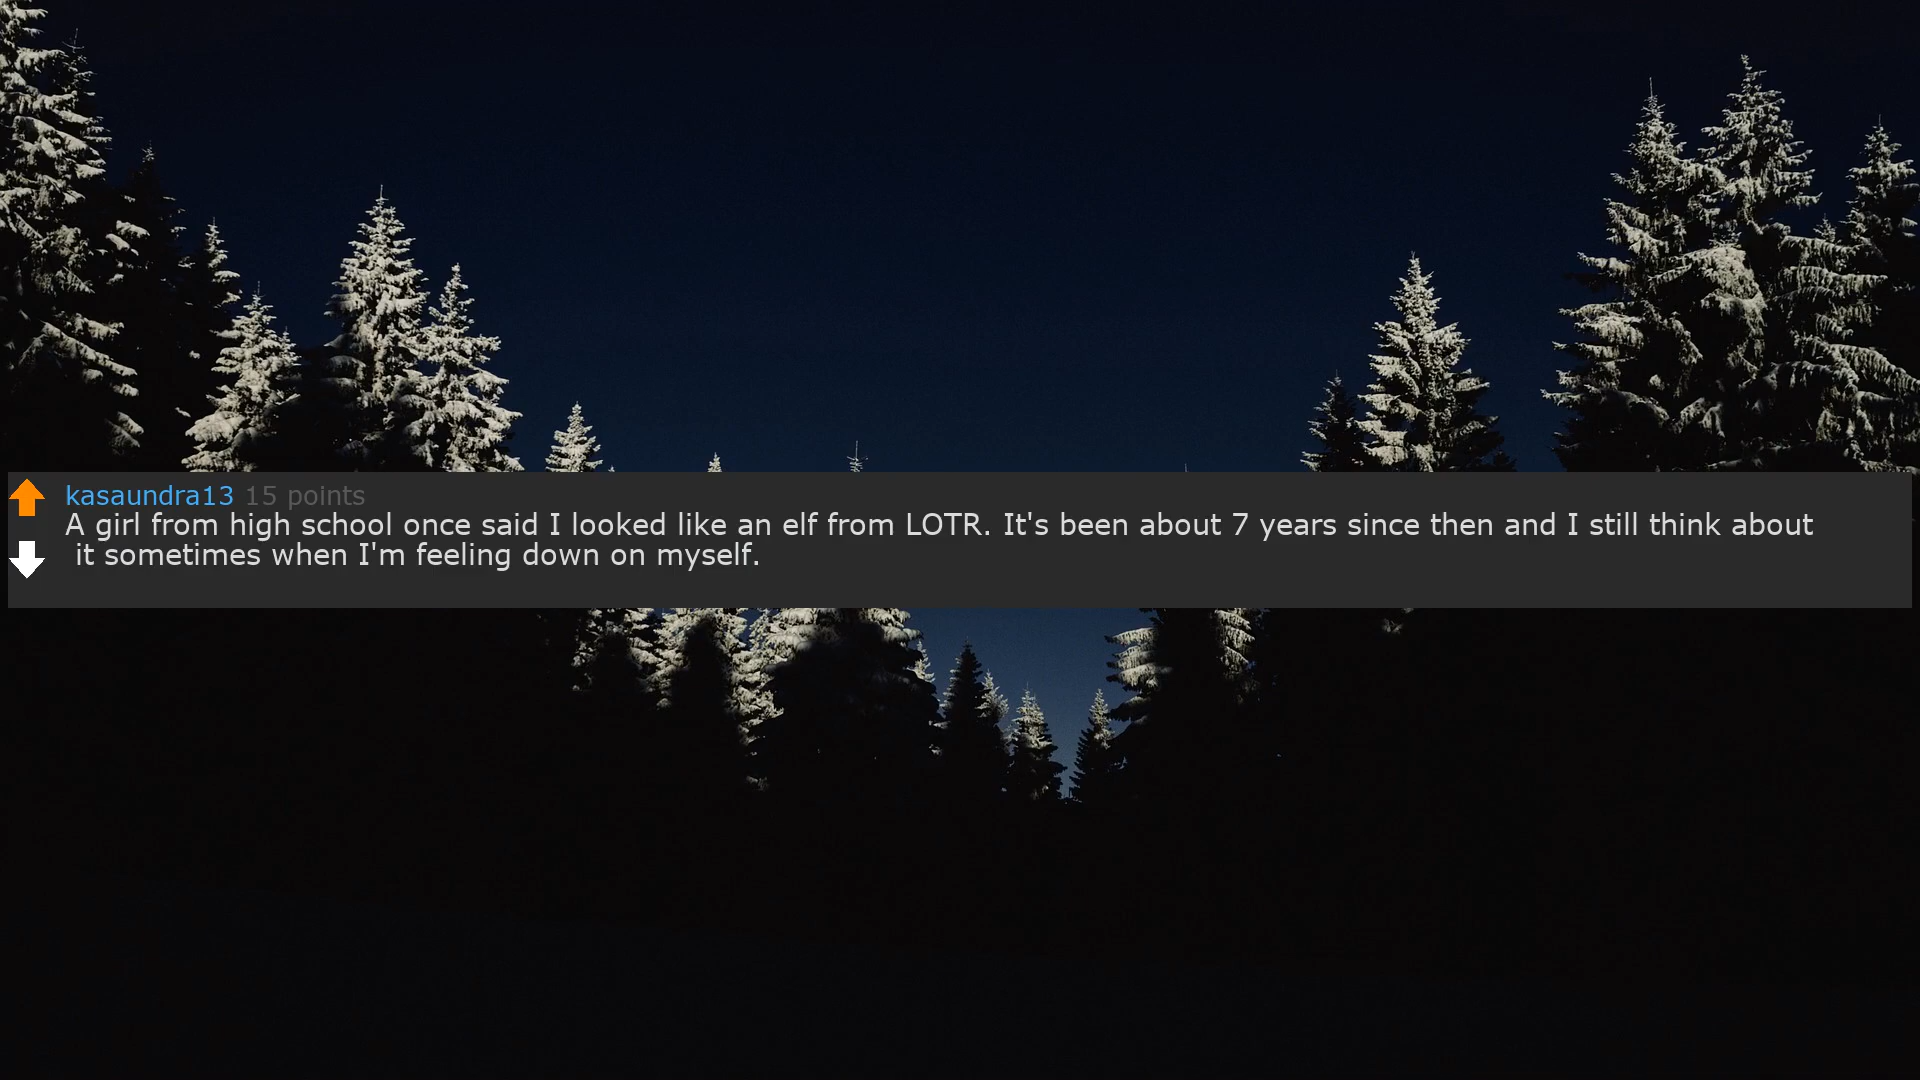 kasaundra13 15 points
A girl from high school once said I looked like an elf from LOTR. It's been about 7 years since then and I still think about
it sometimes when I'm feeling down on myself.